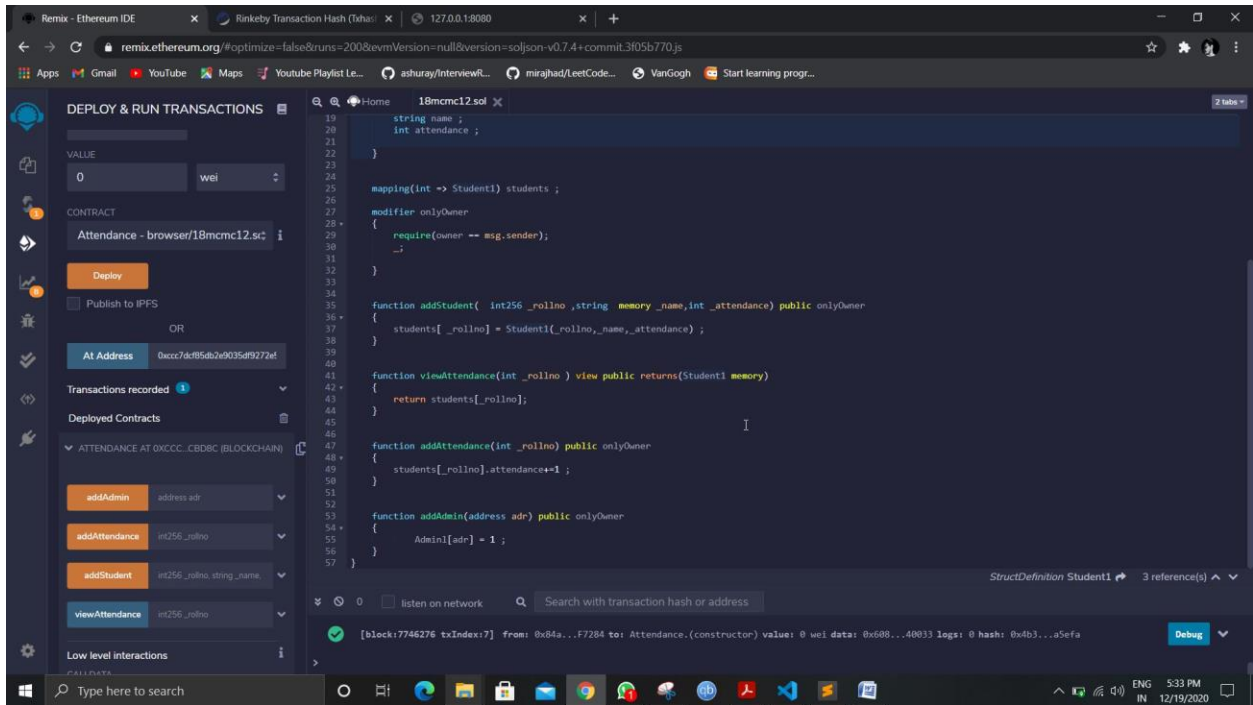 Remix - Ethereum IDE
Rinkeby Transaction Hash (Txhas
127.0.0.1:8080
remix.ethereum.org/#optimize=false&runs=200&evmVersion=null&version=soljson-v0.7.4+commit.3f05b770.js
Apps Gmail YouTube Maps Youtube Playlist Le... ashuray/InterviewR... mirajhad/LeetCode... VanGogh Start learning progr...
DEPLOY & RUN TRANSACTIONS
VALUE
0 wei
CONTRACT
Attendance - browser/18mcmc12.sc
Deploy
Publish to IPFS
OR
At Address 0xccc7dcf85db2e9035df9272e!
Transactions recorded 1
Deployed Contracts
ATTENDANCE AT 0XCCC...CBD8C (BLOCKCHAIN)
addAdmin address adr
addAttendance int256 _rollno
addStudent int256 _rollno, string _name,
viewAttendance int256 _rollno
Low level interactions
CALLDATA
Home 18mcmc12.sol 2 tabs
19 string name ;
20 int attendance ;
21
22 }
23
24
25 mapping(int => Student1) students ;
26
27 modifier onlyOwner
28 {
29 require(owner == msg.sender);
30 _;
31
32 }
33
34
35 function addStudent( int256 _rollno ,string memory _name,int _attendance) public onlyOwner
36 {
37 students[ _rollno] = Student1(_rollno,_name,_attendance) ;
38 }
39
40
41 function viewAttendance(int _rollno ) view public returns(Student1 memory)
42 {
43 return students[_rollno];
44 }
45
46
47 function addAttendance(int _rollno) public onlyOwner
48 {
49 students[_rollno].attendance+=1 ;
50 }
51
52
53 function addAdmin(address adr) public onlyOwner
54 {
55 Admin1[adr] = 1 ;
56 }
57 }
StructDefinition Student1 3 reference(s)
0 listen on network Search with transaction hash or address
[block:7746276 txIndex:7] from: 0x84a...F7284 to: Attendance.(constructor) value: 0 wei data: 0x608...40033 logs: 0 hash: 0x4b3...a5efa
Debug
>
Type here to search
ENG 5:33 PM
IN 12/19/2020